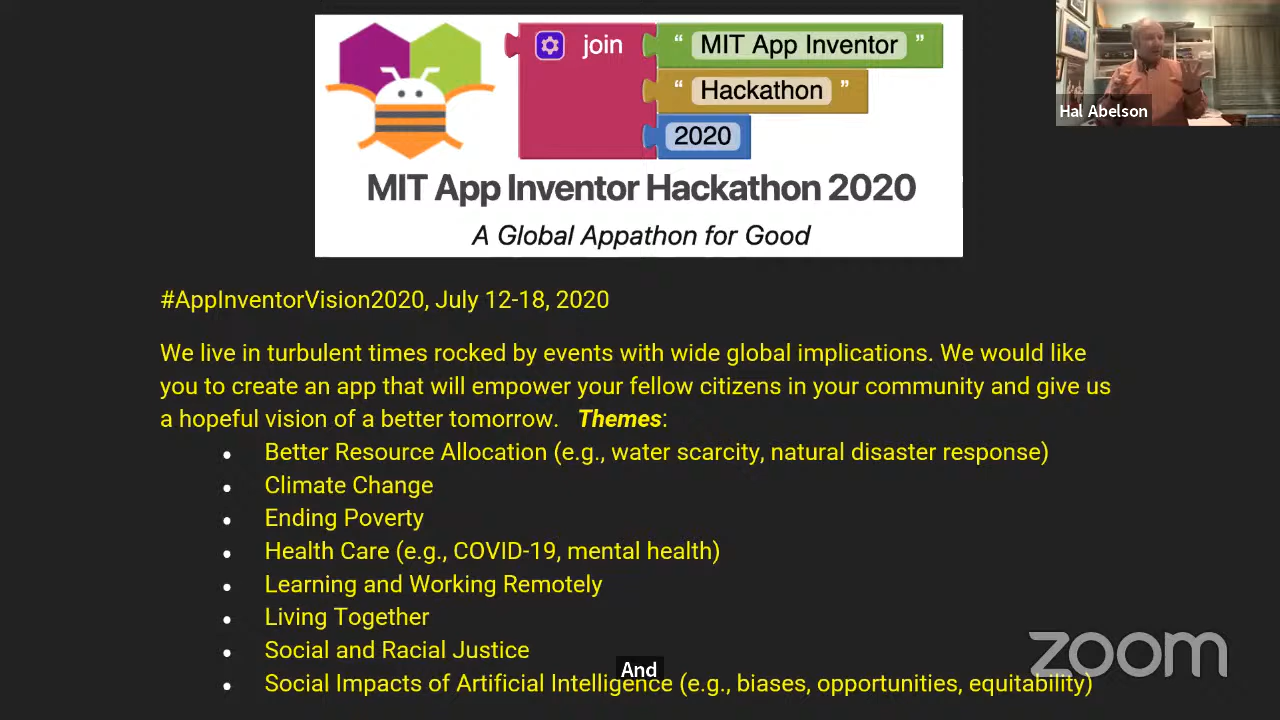 join
“ MIT App Inventor ”
“ Hackathon ”
2020
MIT App Inventor Hackathon 2020
A Global Appathon for Good
Hal Abelson
#AppInventorVision2020, July 12-18, 2020
We live in turbulent times rocked by events with wide global implications. We would like
you to create an app that will empower your fellow citizens in your community and give us
a hopeful vision of a better tomorrow. Themes:
• Better Resource Allocation (e.g., water scarcity, natural disaster response)
• Climate Change
• Ending Poverty
• Health Care (e.g., COVID-19, mental health)
• Learning and Working Remotely
• Living Together
• Social and Racial Justice
• Social Impacts of Artificial Intelligence (e.g., biases, opportunities, equitability)
And
zoom